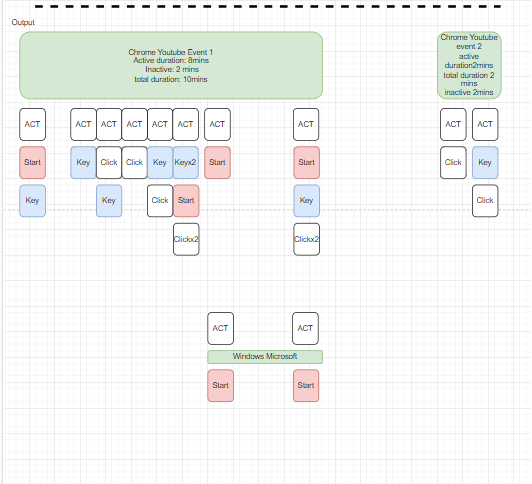 Output
Chrome Youtube Event 1
Active duration: 8mins
Inactive: 2 mins
total duration: 10mins
Chrome Youtube
event 2
active
duration2mins
total duration 2
mins
inactive 2mins
ACT ACT ACT ACT ACT ACT ACT ACT ACT ACT
Start Key Click Click Key Keyx2 Start Start Click Key
Key Key Click Start Key Click
Clickx2 Clickx2
ACT ACT
Windows Microsoft
Start Start